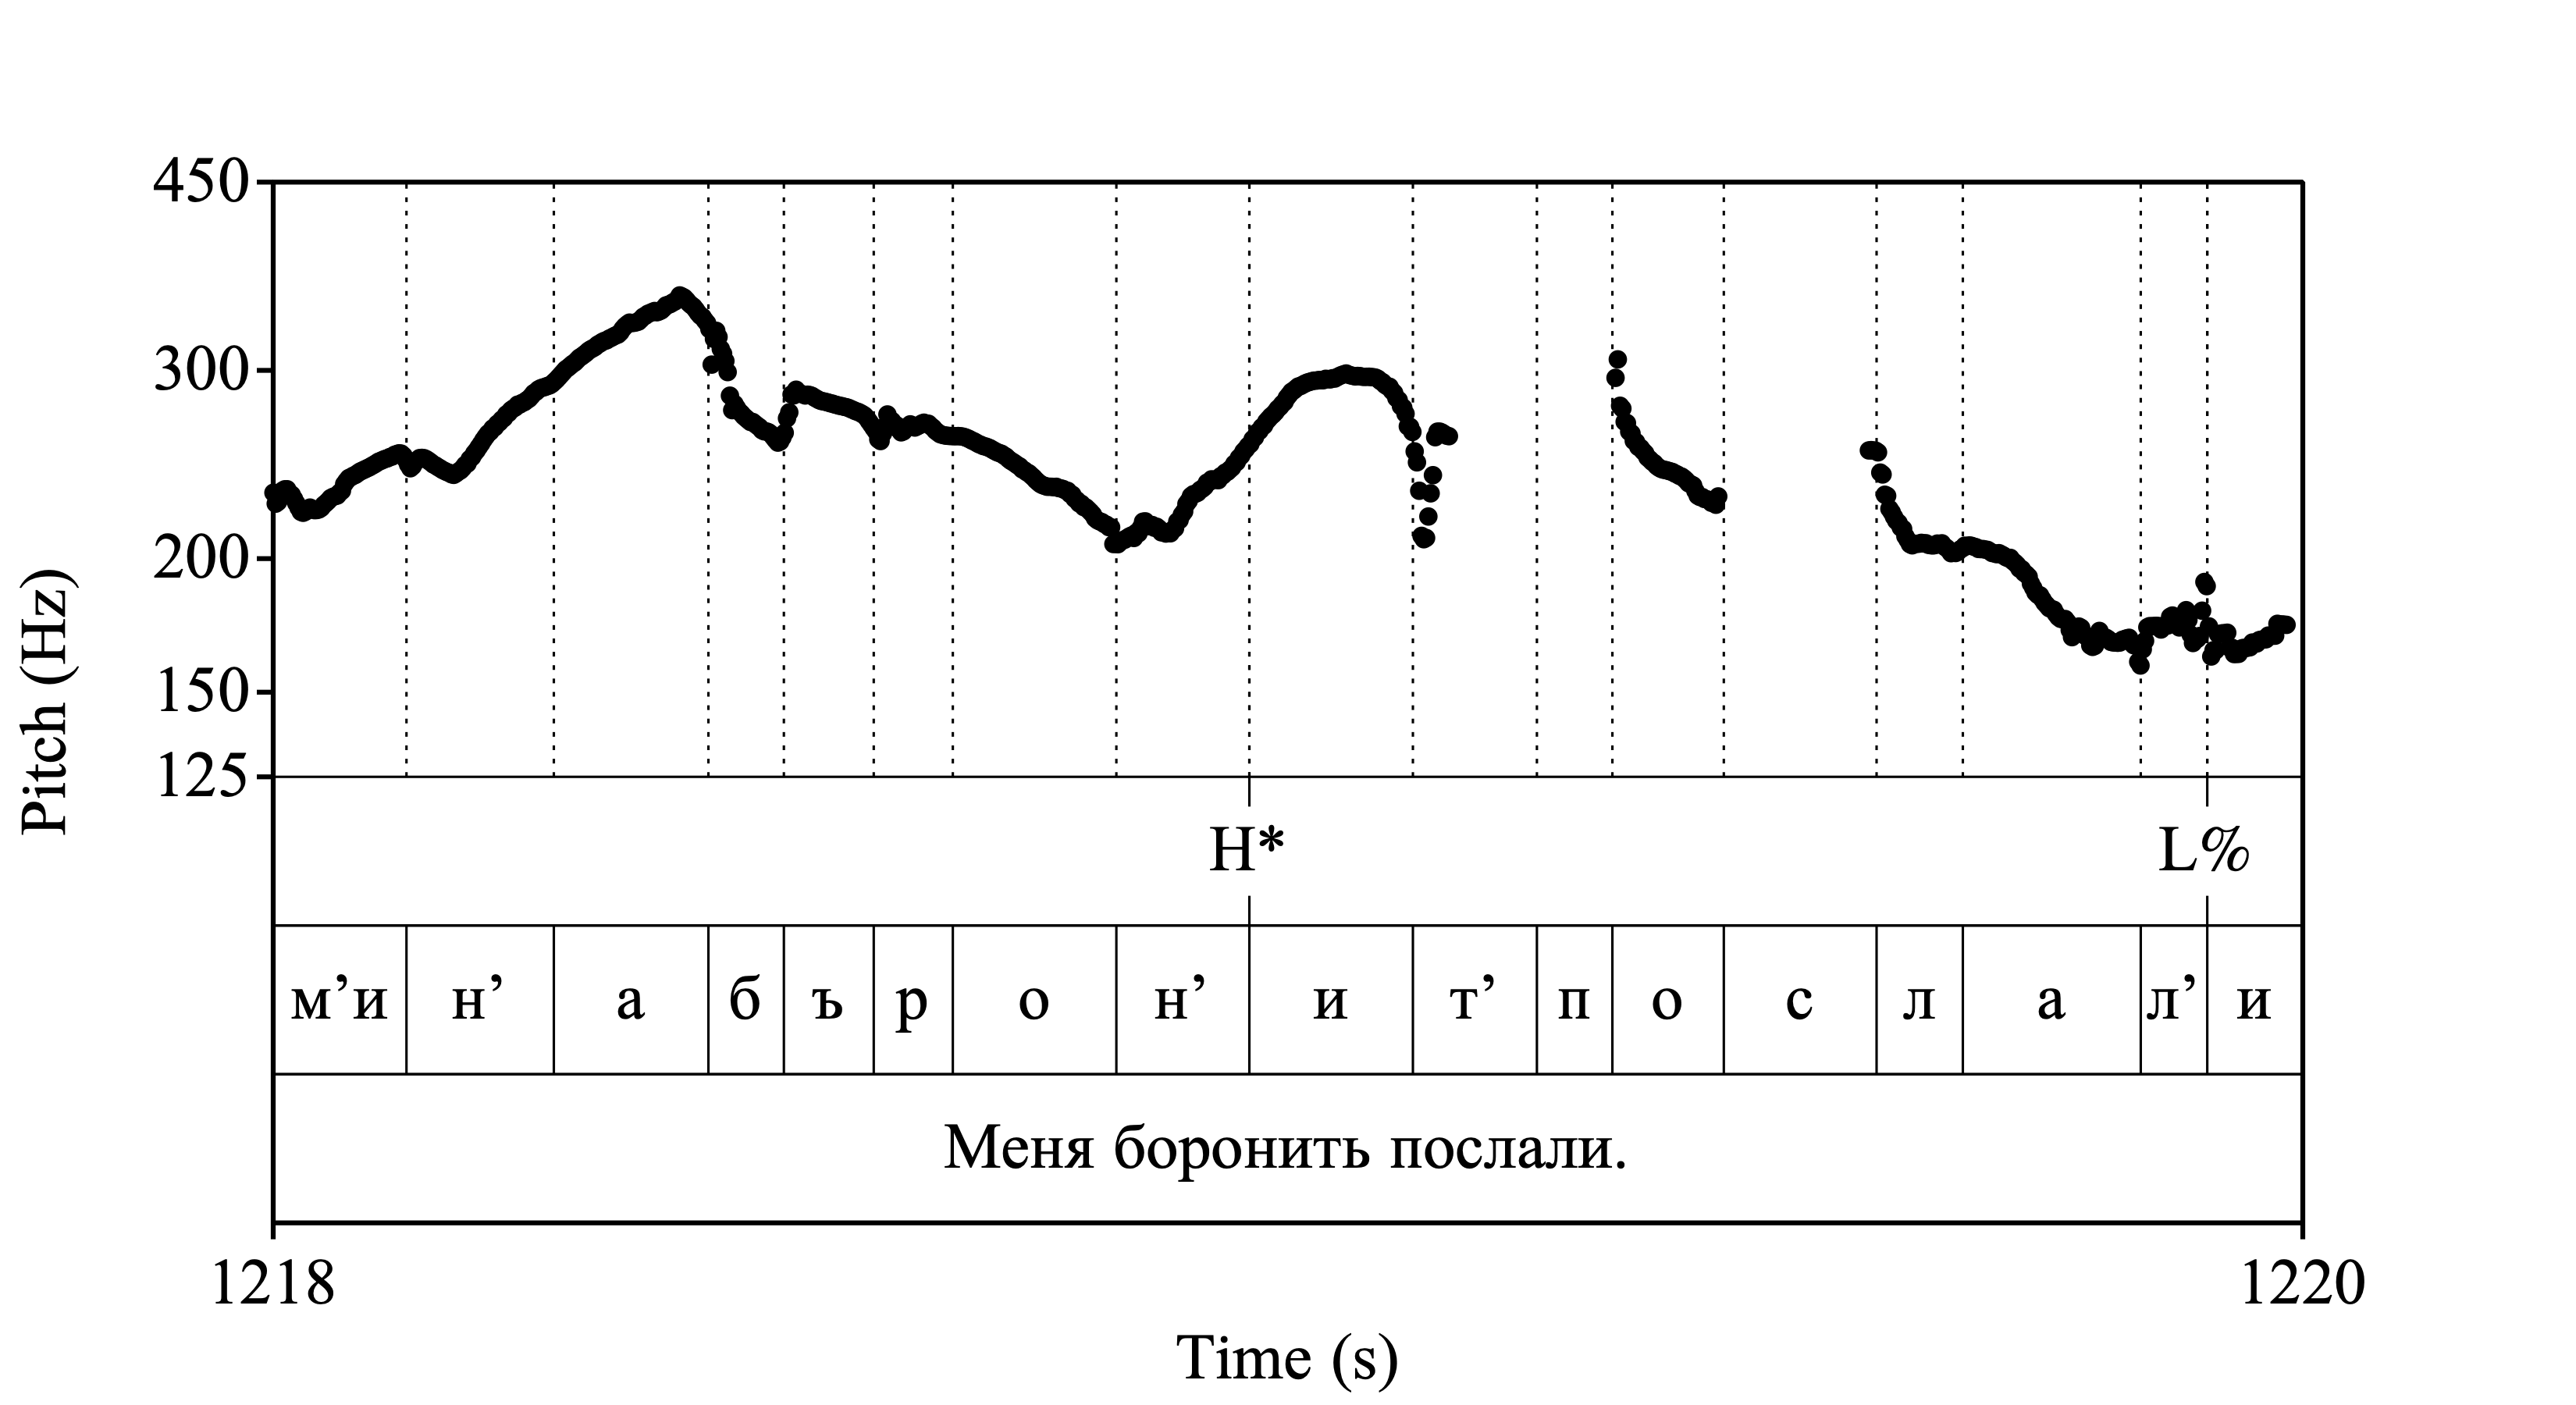 450
300
200
150
125
Pitch (Hz)
H* L%
м’и н’ а б ъ р о н’ и т’ п о с л а л’ и
Меня боронить послали.
1218 1220
Time (s)